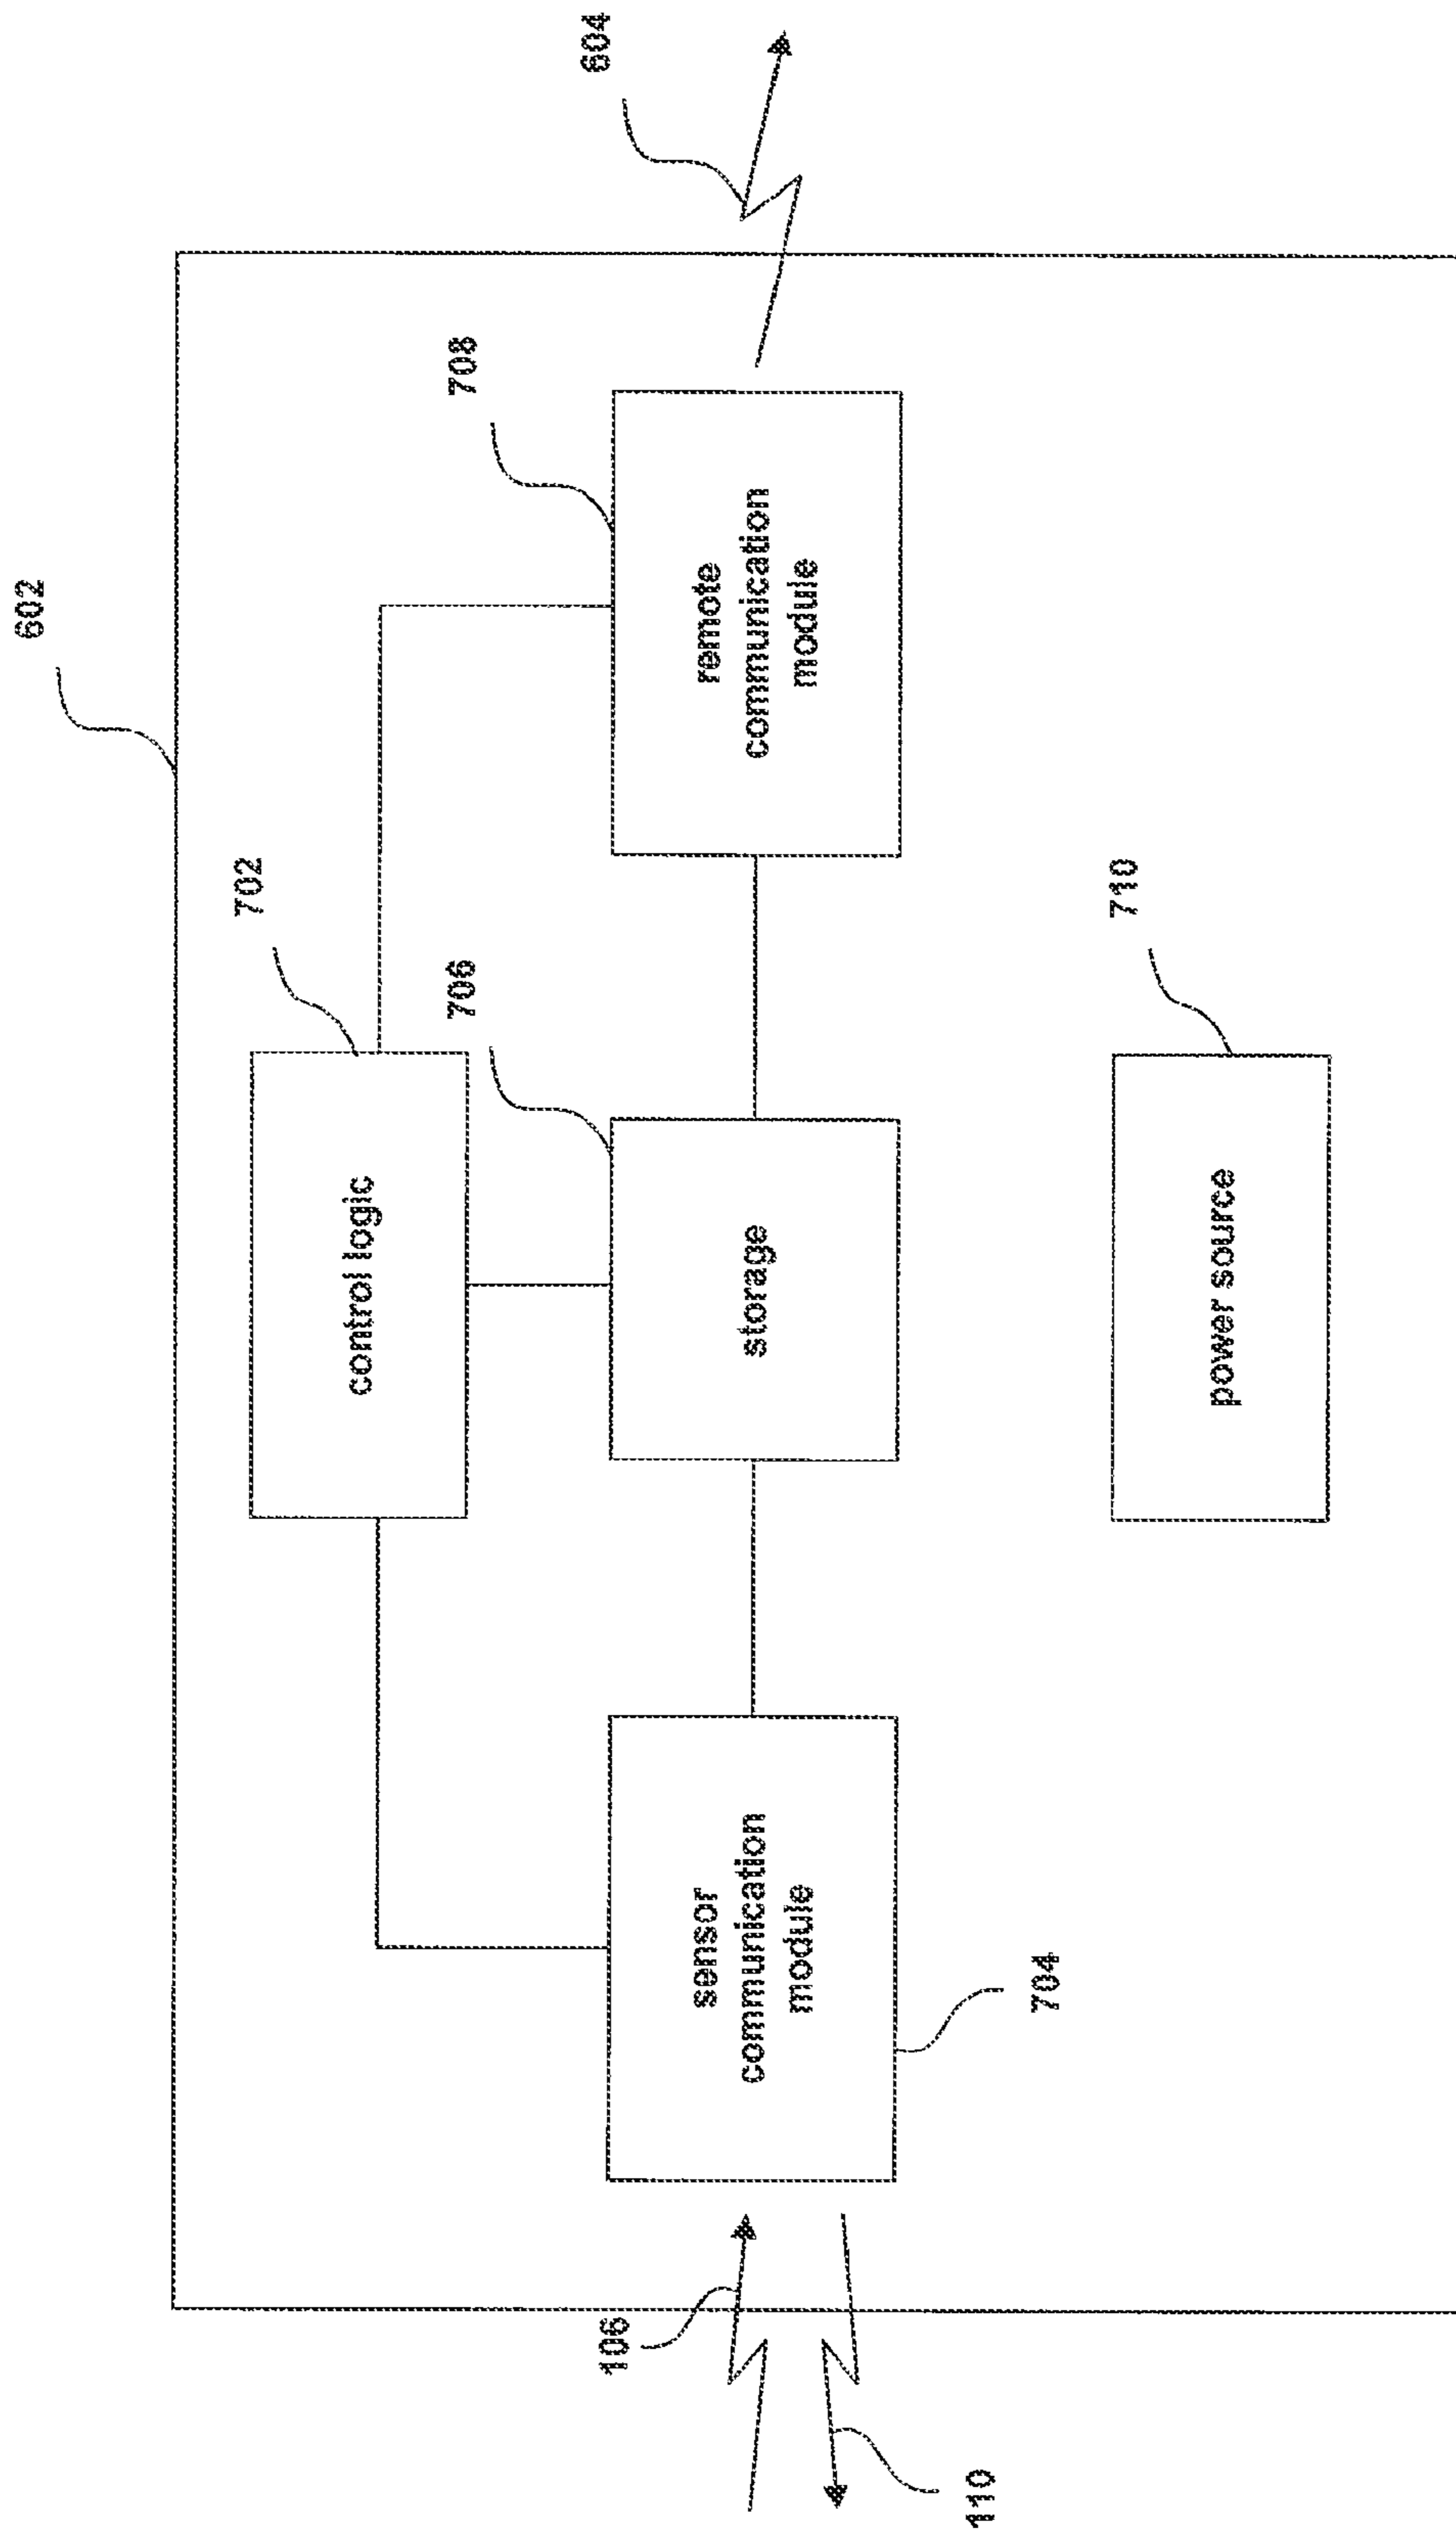 602
604
702
708
control logic
706
remote
communication
module
storage
sensor
communication
module
106
704
710
power source
110